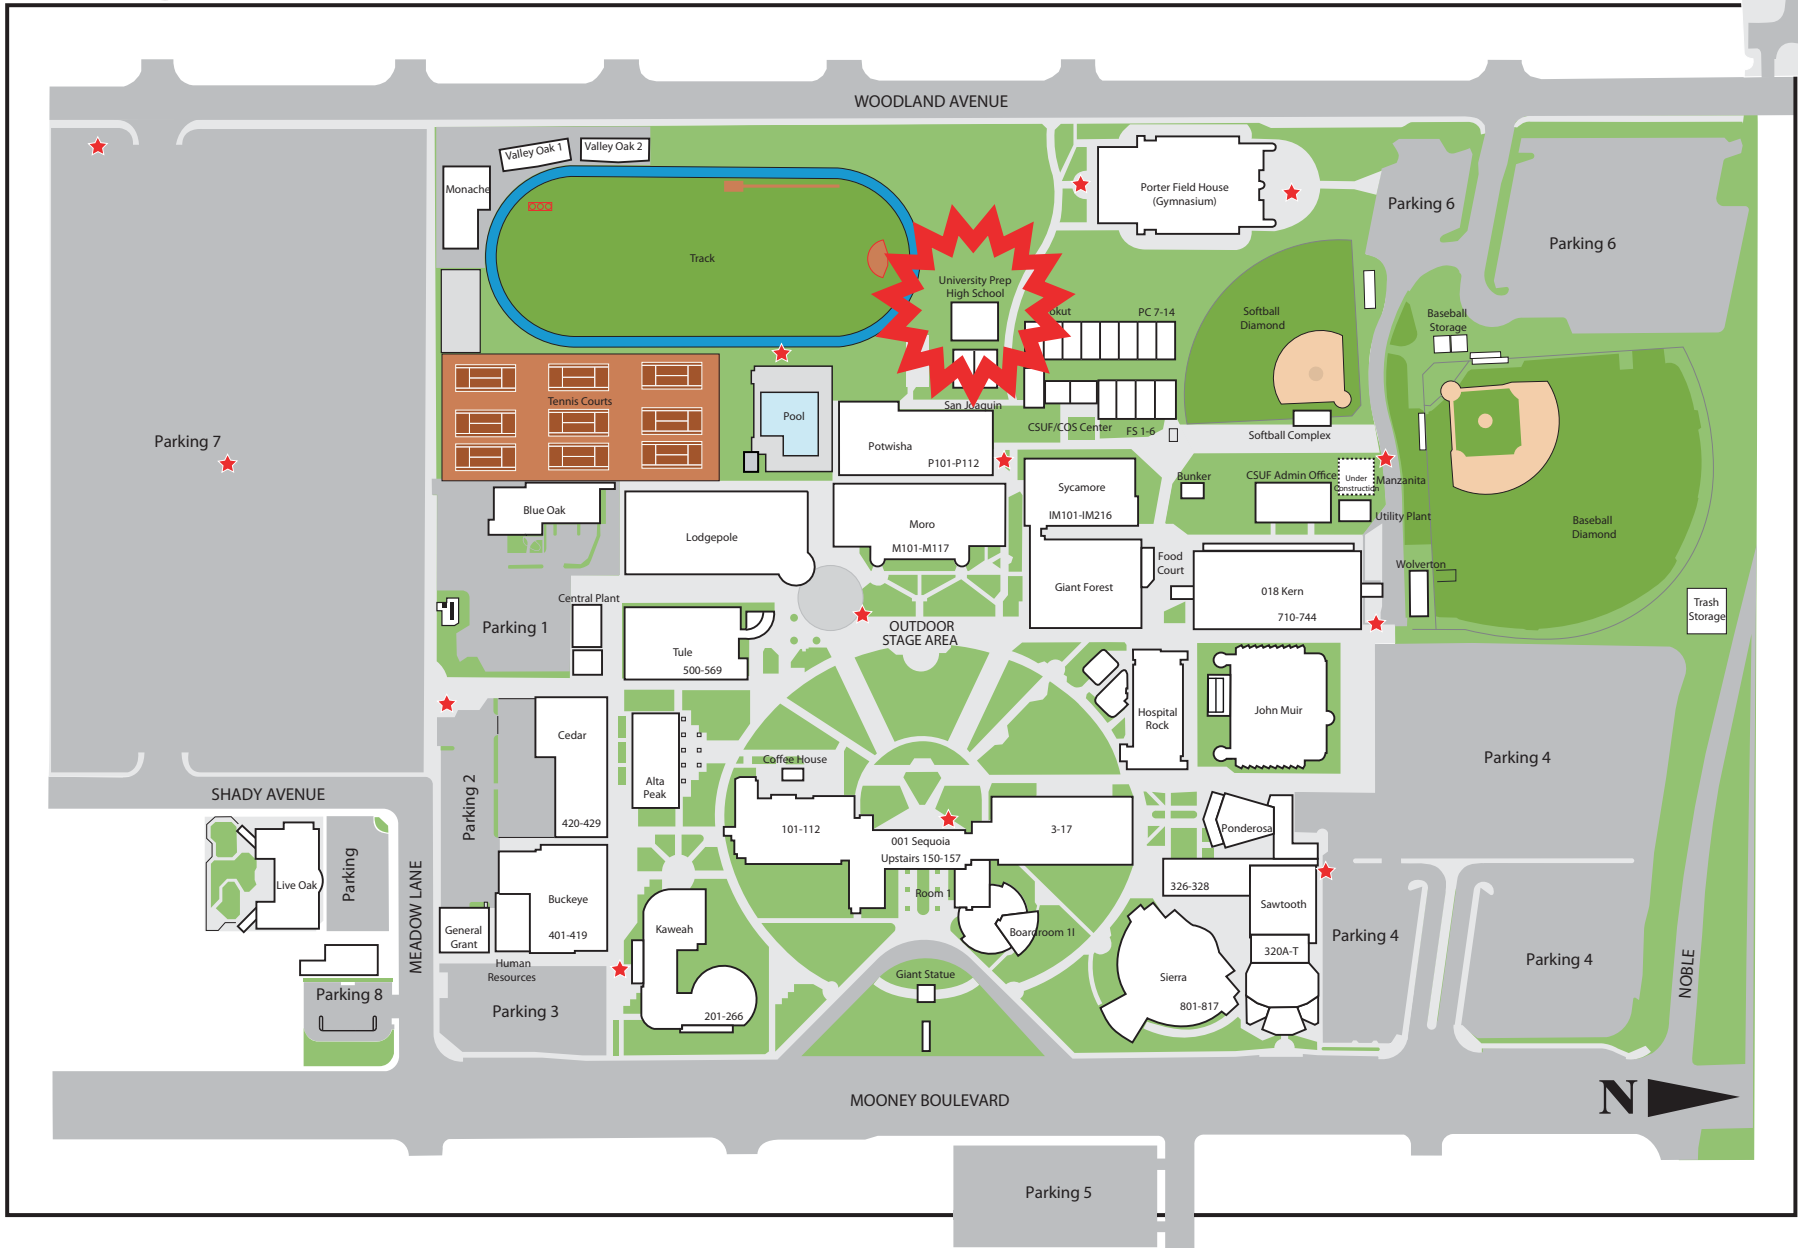 WOODLAND AVENUE
Valley Oak 1
Valley Oak 2
Monache
Porter Field House
(Gymnasium)
Parking 6
Parking 6
Track
University Prep
High School
okut
PC 7-14
Softball
Diamond
Baseball
Storage
Tennis Courts
Pool
San Joaquin
CSUF/COS Center
FS 1-6
Softball Complex
Parking 7
Potwisha
P101-P112
Sycamore
IM101-IM216
Bunker
CSUF Admin Office
Under
Construction
Manzanita
Utility Plant
Baseball
Diamond
Blue Oak
Lodgepole
Moro
M101-M117
Food
Court
Giant Forest
Wolverton
018 Kern
710-744
Trash
Storage
Central Plant
Parking 1
OUTDOOR
STAGE AREA
Tule
500-569
Hospital
Rock
John Muir
Cedar
420-429
Alta
Peak
Coffee House
Parking 4
SHADY AVENUE
Parking 2
101-112
001 Sequoia
Upstairs 150-157
3-17
Ponderosa
Live Oak
Parking
MEADOW LANE
Buckeye
401-419
Room 1
326-328
Sawtooth
General
Grant
Kaweah
Boardroom 1I
Parking 4
320A-T
Parking 4
Human
Resources
Giant Statue
Sierra
801-817
NOBLE
Parking 8
Parking 3
201-266
MOONEY BOULEVARD
N
Parking 5